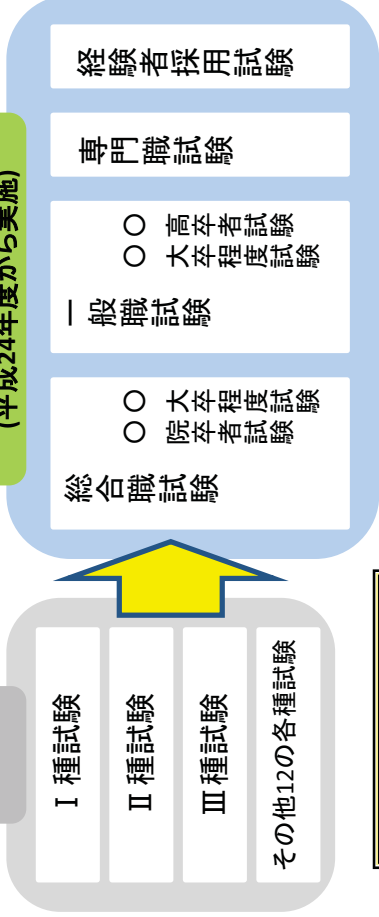 Ⅰ種試験
Ⅱ種試験
Ⅲ種試験
その他12の各種試験
(平成24年度から実施)
総合職試験
○ 院卒者試験
○ 大卒程度試験
一般職試験
○ 大卒程度試験
○ 高卒者試験
専門職試験
経験者採用試験